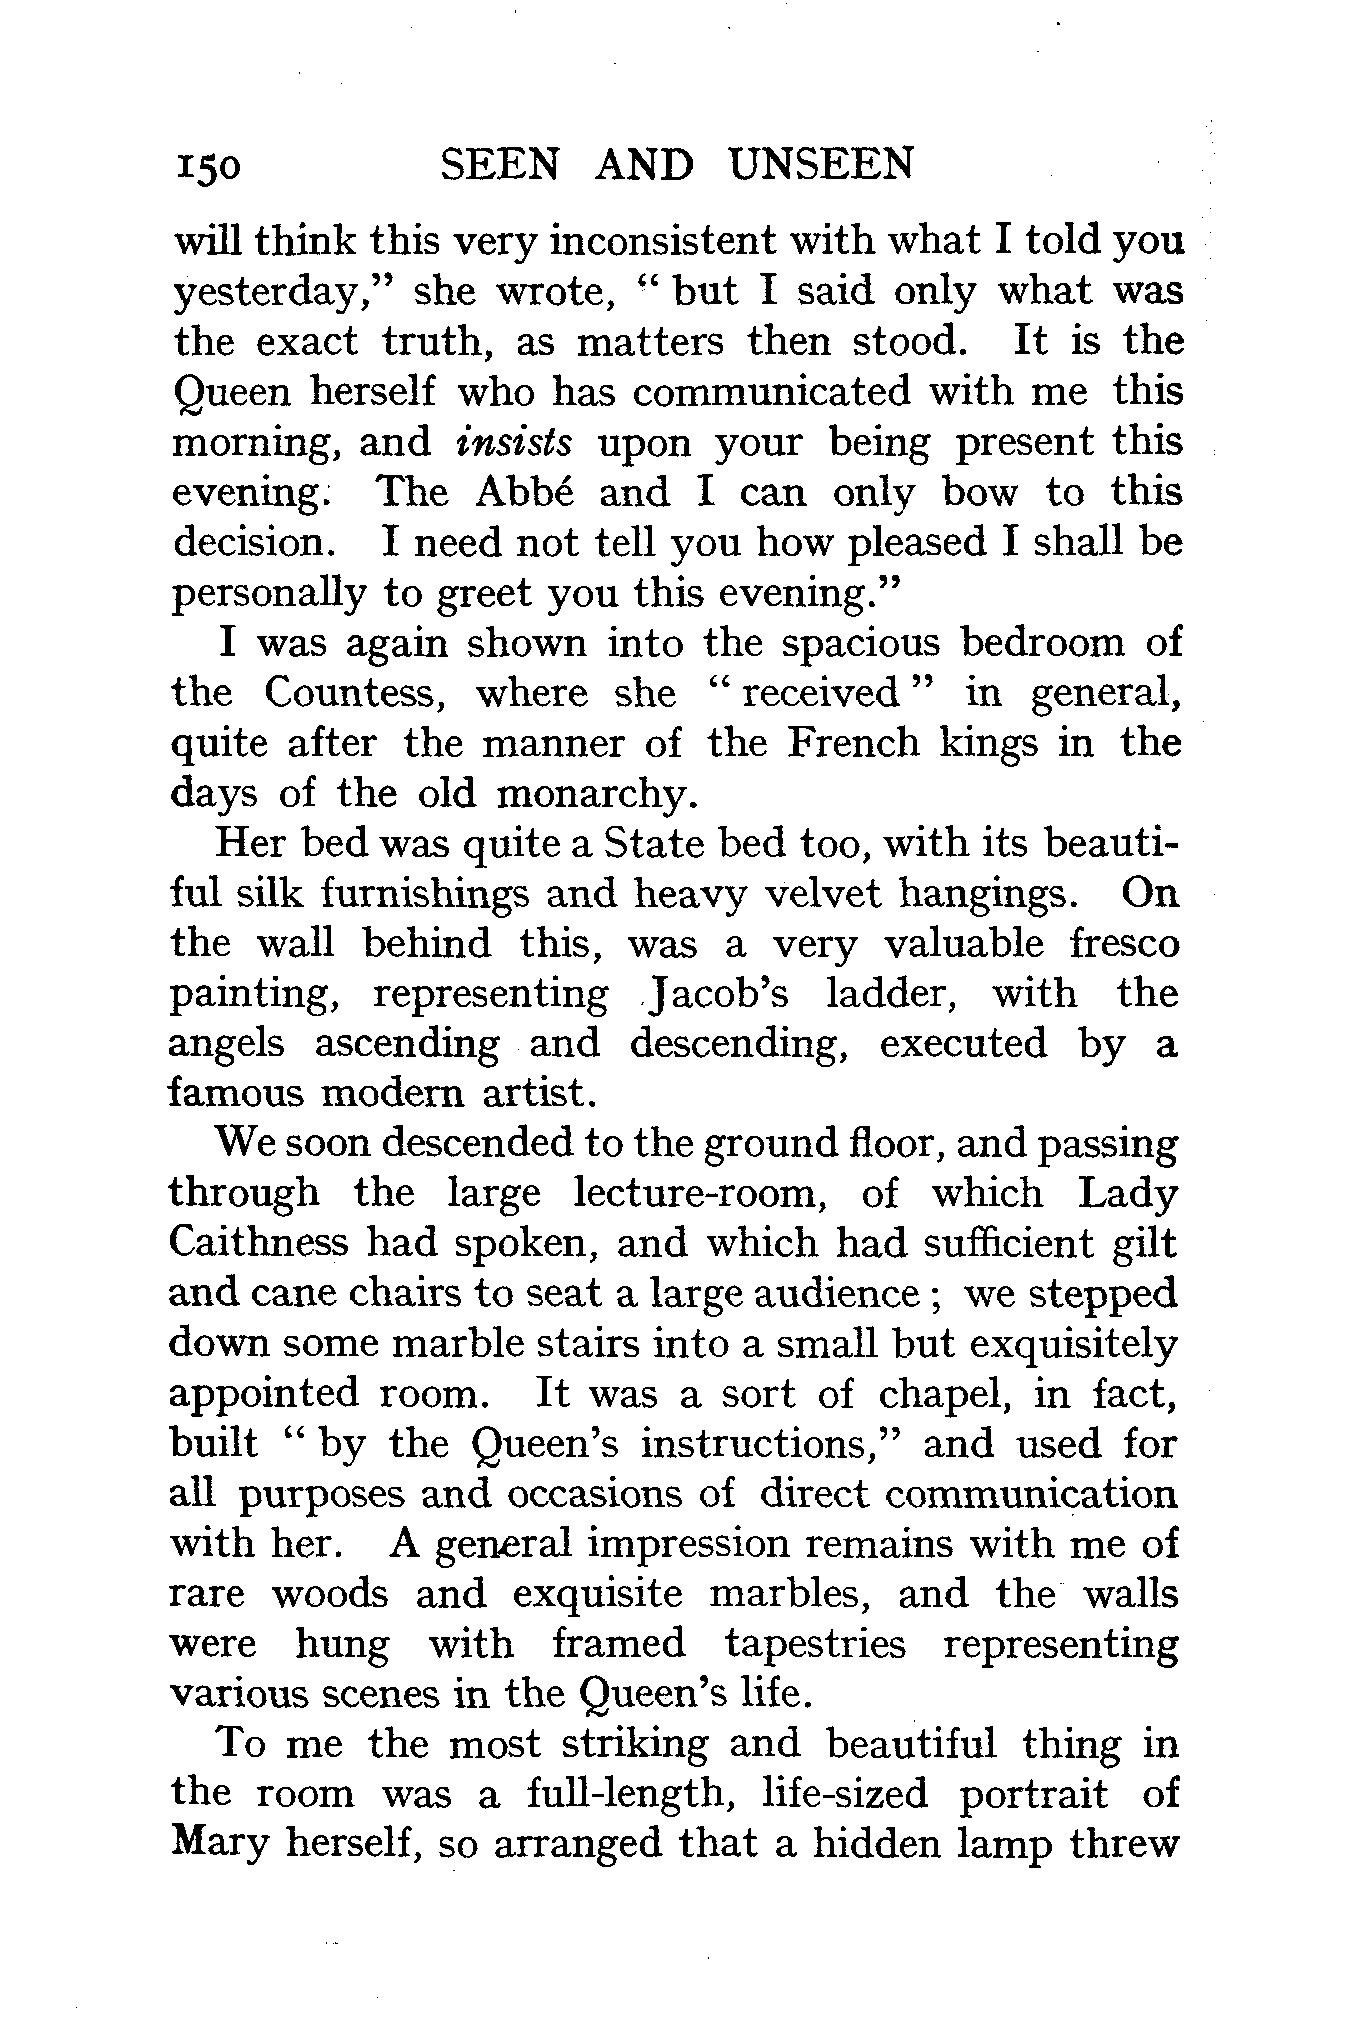 150 SEEN AND UNSEEN
will think this very inconsistent with what I told you
yesterday,” she wrote, “ but I said only what was
the exact truth, as matters then stood. It is the
Queen herself who has communicated with me this
morning, and insists upon your being present this
evening. The Abbé and I can only bow to this
decision. I need not tell you how pleased I shall be
personally to greet you this evening.”
I was again shown into the spacious bedroom of
the Countess, where she “ received ” in general,
quite after the manner of the French kings in the
days of the old monarchy.
Her bed was quite a State bed too, with its beauti-
ful silk furnishings and heavy velvet hangings. On
the wall behind this, was a very valuable fresco
painting, representing Jacob’s ladder, with the
angels ascending and descending, executed by a
famous modern artist.
We soon descended to the ground floor, and passing
through the large lecture-room, of which Lady
Caithness had spoken, and which had sufficient gilt
and cane chairs to seat a large audience ; we stepped
down some marble stairs into a small but exquisitely
appointed room. It was a sort of chapel, in fact,
built “ by the Queen’s instructions,” and used for
all purposes and occasions of direct communication
with her. A general impression remains with me of
rare woods and exquisite marbles, and the walls
were hung with framed tapestries representing
various scenes in the Queen’s life.
To me the most striking and beautiful thing in
the room was a full-length, life-sized portrait of
Mary herself, so arranged that a hidden lamp threw